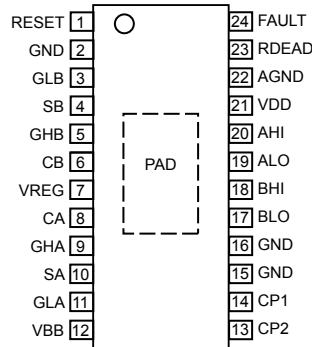 RESET 1 24 FAULT
GND 2 23 RDEAD
GLB 3 22 AGND
SB 4 21 VDD
GHB 5 20 AHI
CB 6 PAD 19 ALO
VREG 7 18 BHI
CA 8 17 BLO
GHA 9 16 GND
SA 10 15 GND
GLA 11 14 CP1
VBB 12 13 CP2